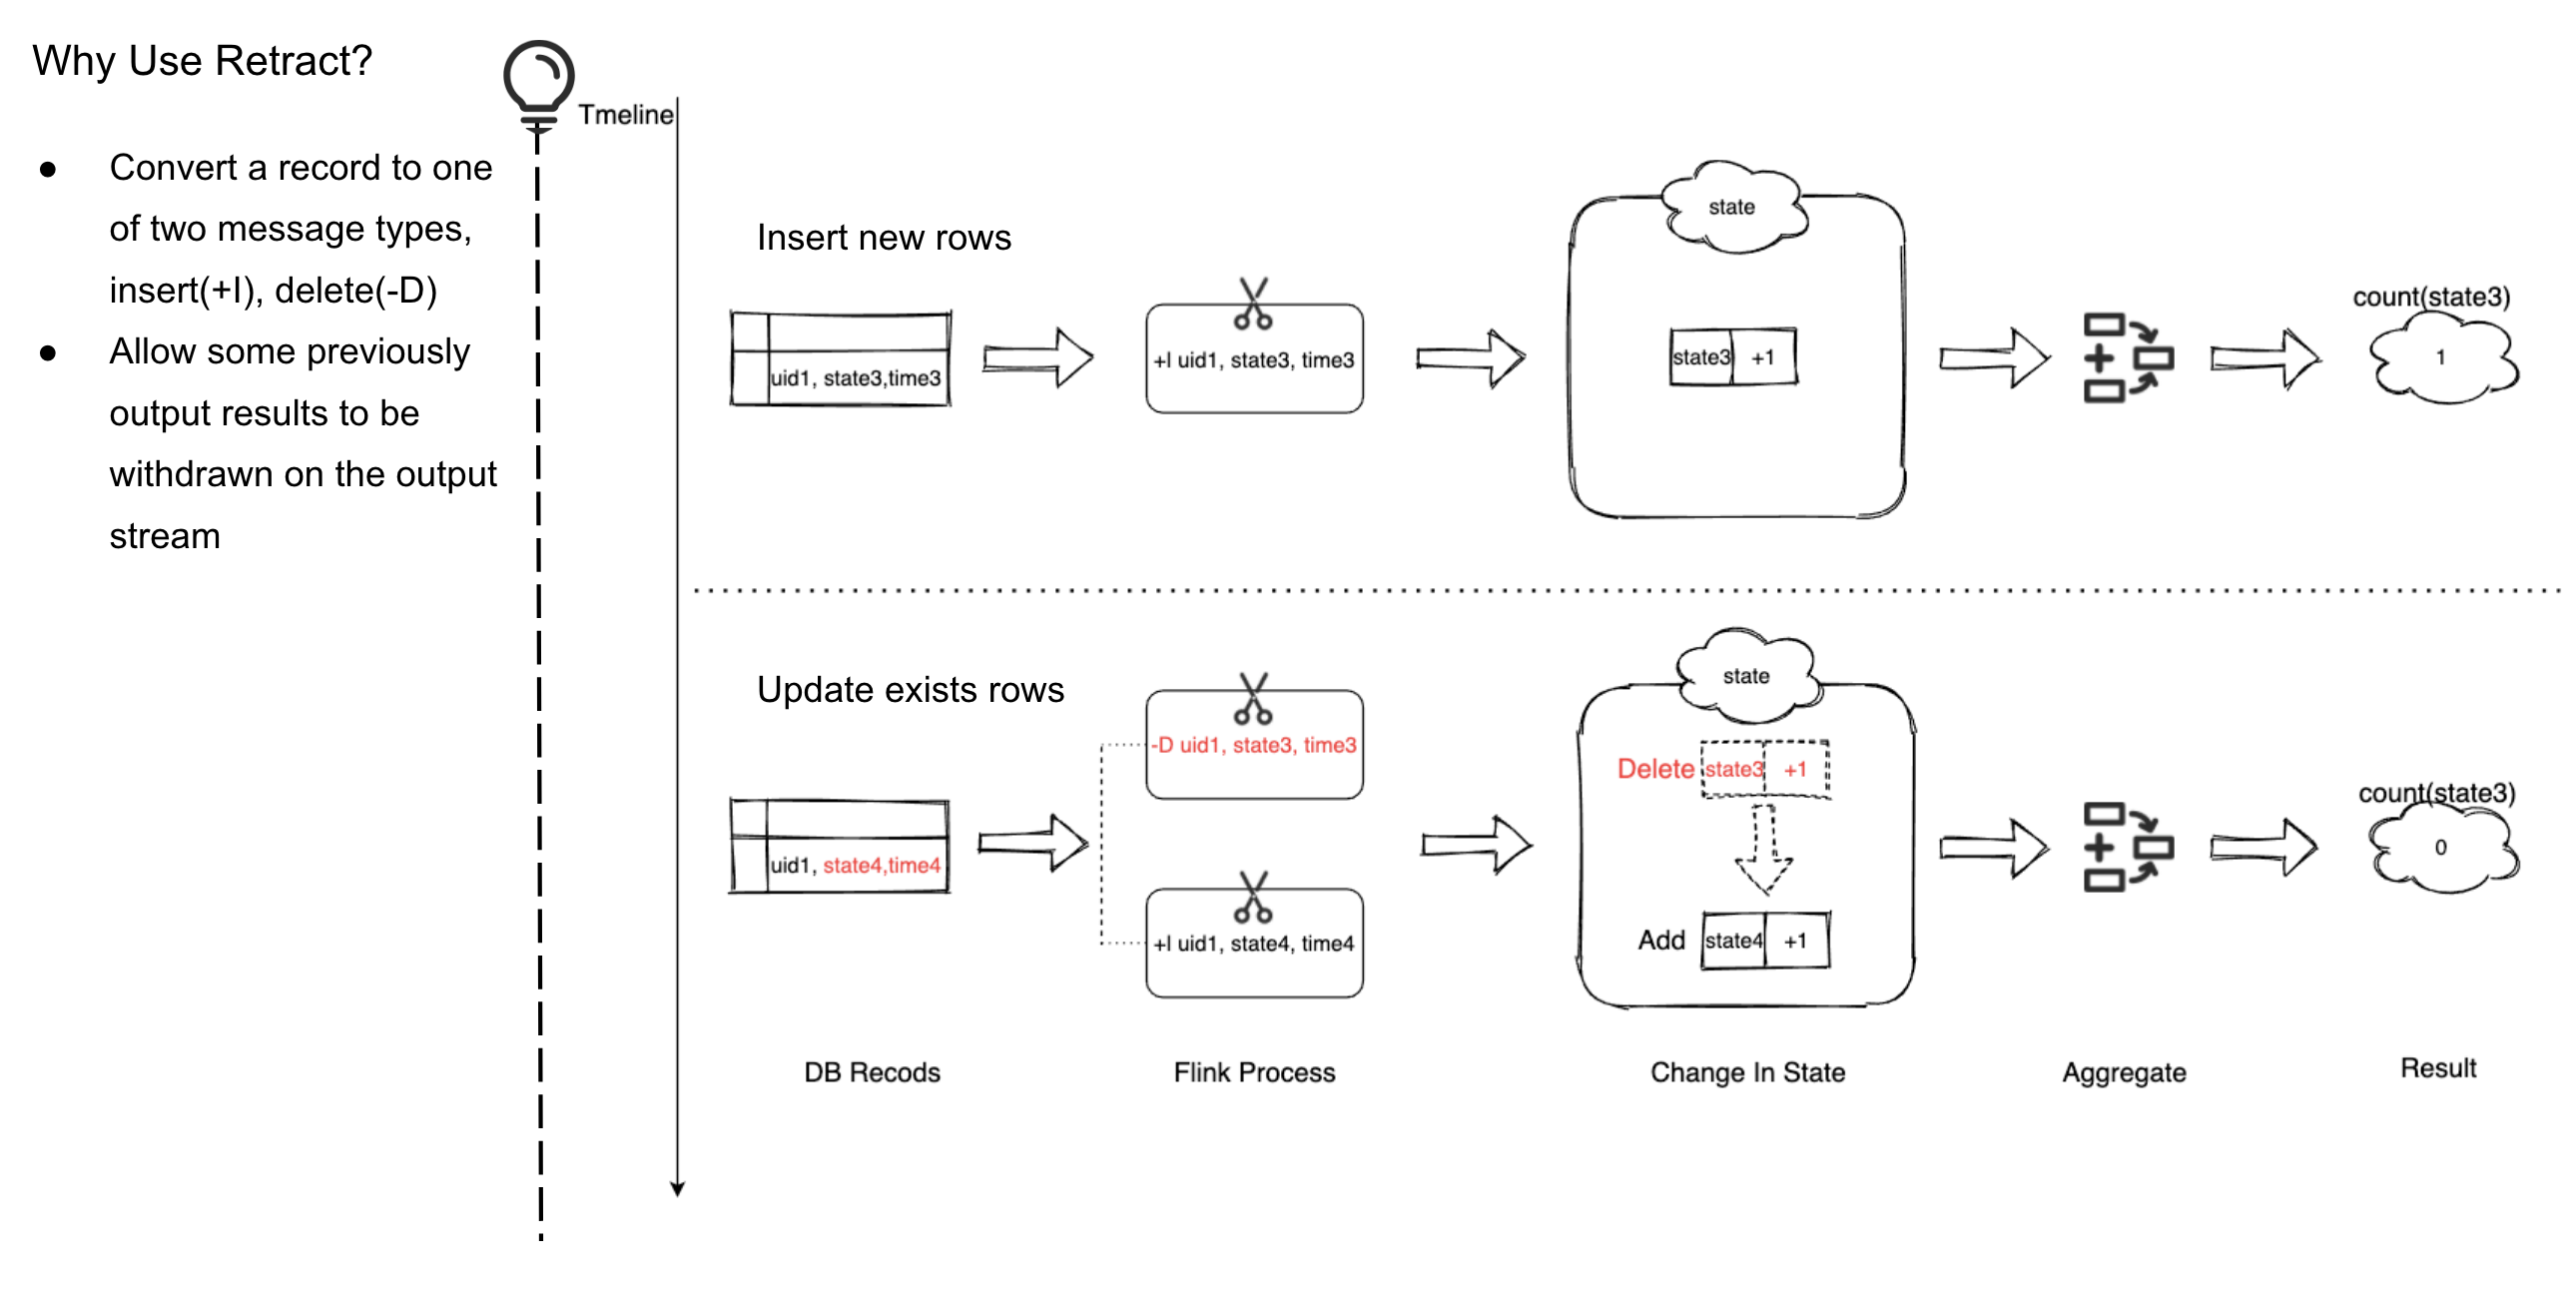 Why Use Retract?
● Convert a record to one
of two message types,
insert(+I), delete(-D)
● Allow some previously
output results to be
withdrawn on the output
stream
Tmeline
Insert new rows
uid1, state3,time3
+I uid1, state3, time3
state
state3 +1
count(state3)
1
Update exists rows
uid1, state4,time4
-D uid1, state3, time3
+I uid1, state4, time4
state
Delete state3 +1
Add state4 +1
count(state3)
0
DB Recods
Flink Process
Change In State
Aggregate
Result